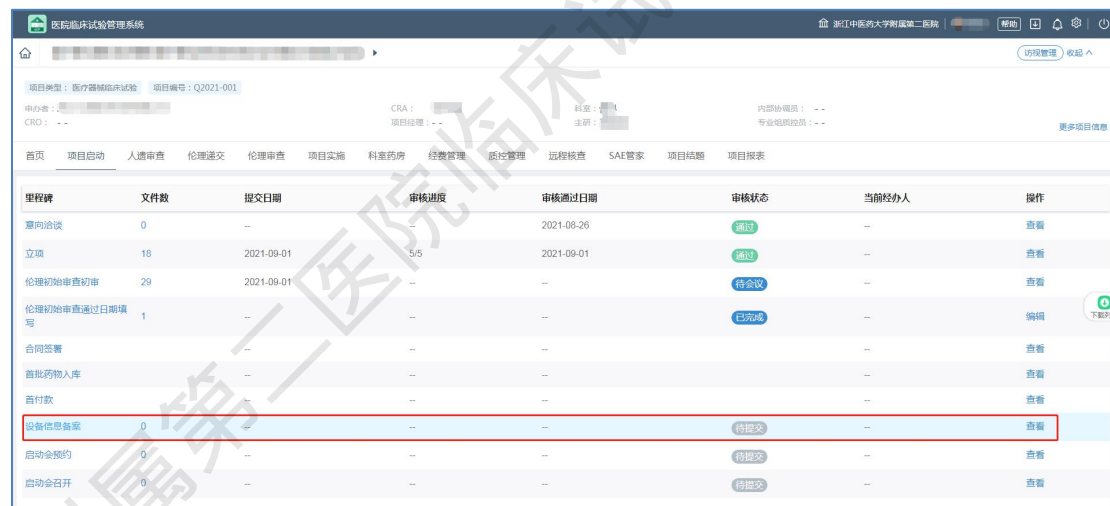 医院临床试验管理系统 浙江中医药大学附属第二医院 | 帮助
访视管理 收起
项目类型：医疗器械临床试验 项目编号：Q2021-001
申办者： CRA： 科室： 内部协调员：--
CRO：-- 项目经理：-- 主研： 专业组质控员：--
更多项目信息
首页 项目启动 人遗审查 伦理递交 伦理审查 项目实施 科室药房 经费管理 质控管理 远程核查 SAE管家 项目结题 项目报表
里程碑 文件数 提交日期 审核进度 审核通过日期 审核状态 当前经办人 操作
意向洽谈 0 -- -- 2021-08-26 通过 -- 查看
立项 18 2021-09-01 5/5 2021-09-01 通过 -- 查看
伦理初始审查初审 29 2021-09-01 -- -- 待会议 -- 查看
伦理初始审查通过日期填
写 1 -- -- -- 已完成 -- 编辑
下载列
合同签署 -- -- -- -- 查看
首批药物入库 -- -- -- -- 查看
首付款 -- -- -- -- 查看
设备信息备案 0 -- -- -- 待提交 -- 查看
启动会预约 0 -- -- -- 待提交 -- 查看
启动会召开 0 -- -- -- 待提交 -- 查看
附属第二医院临床试